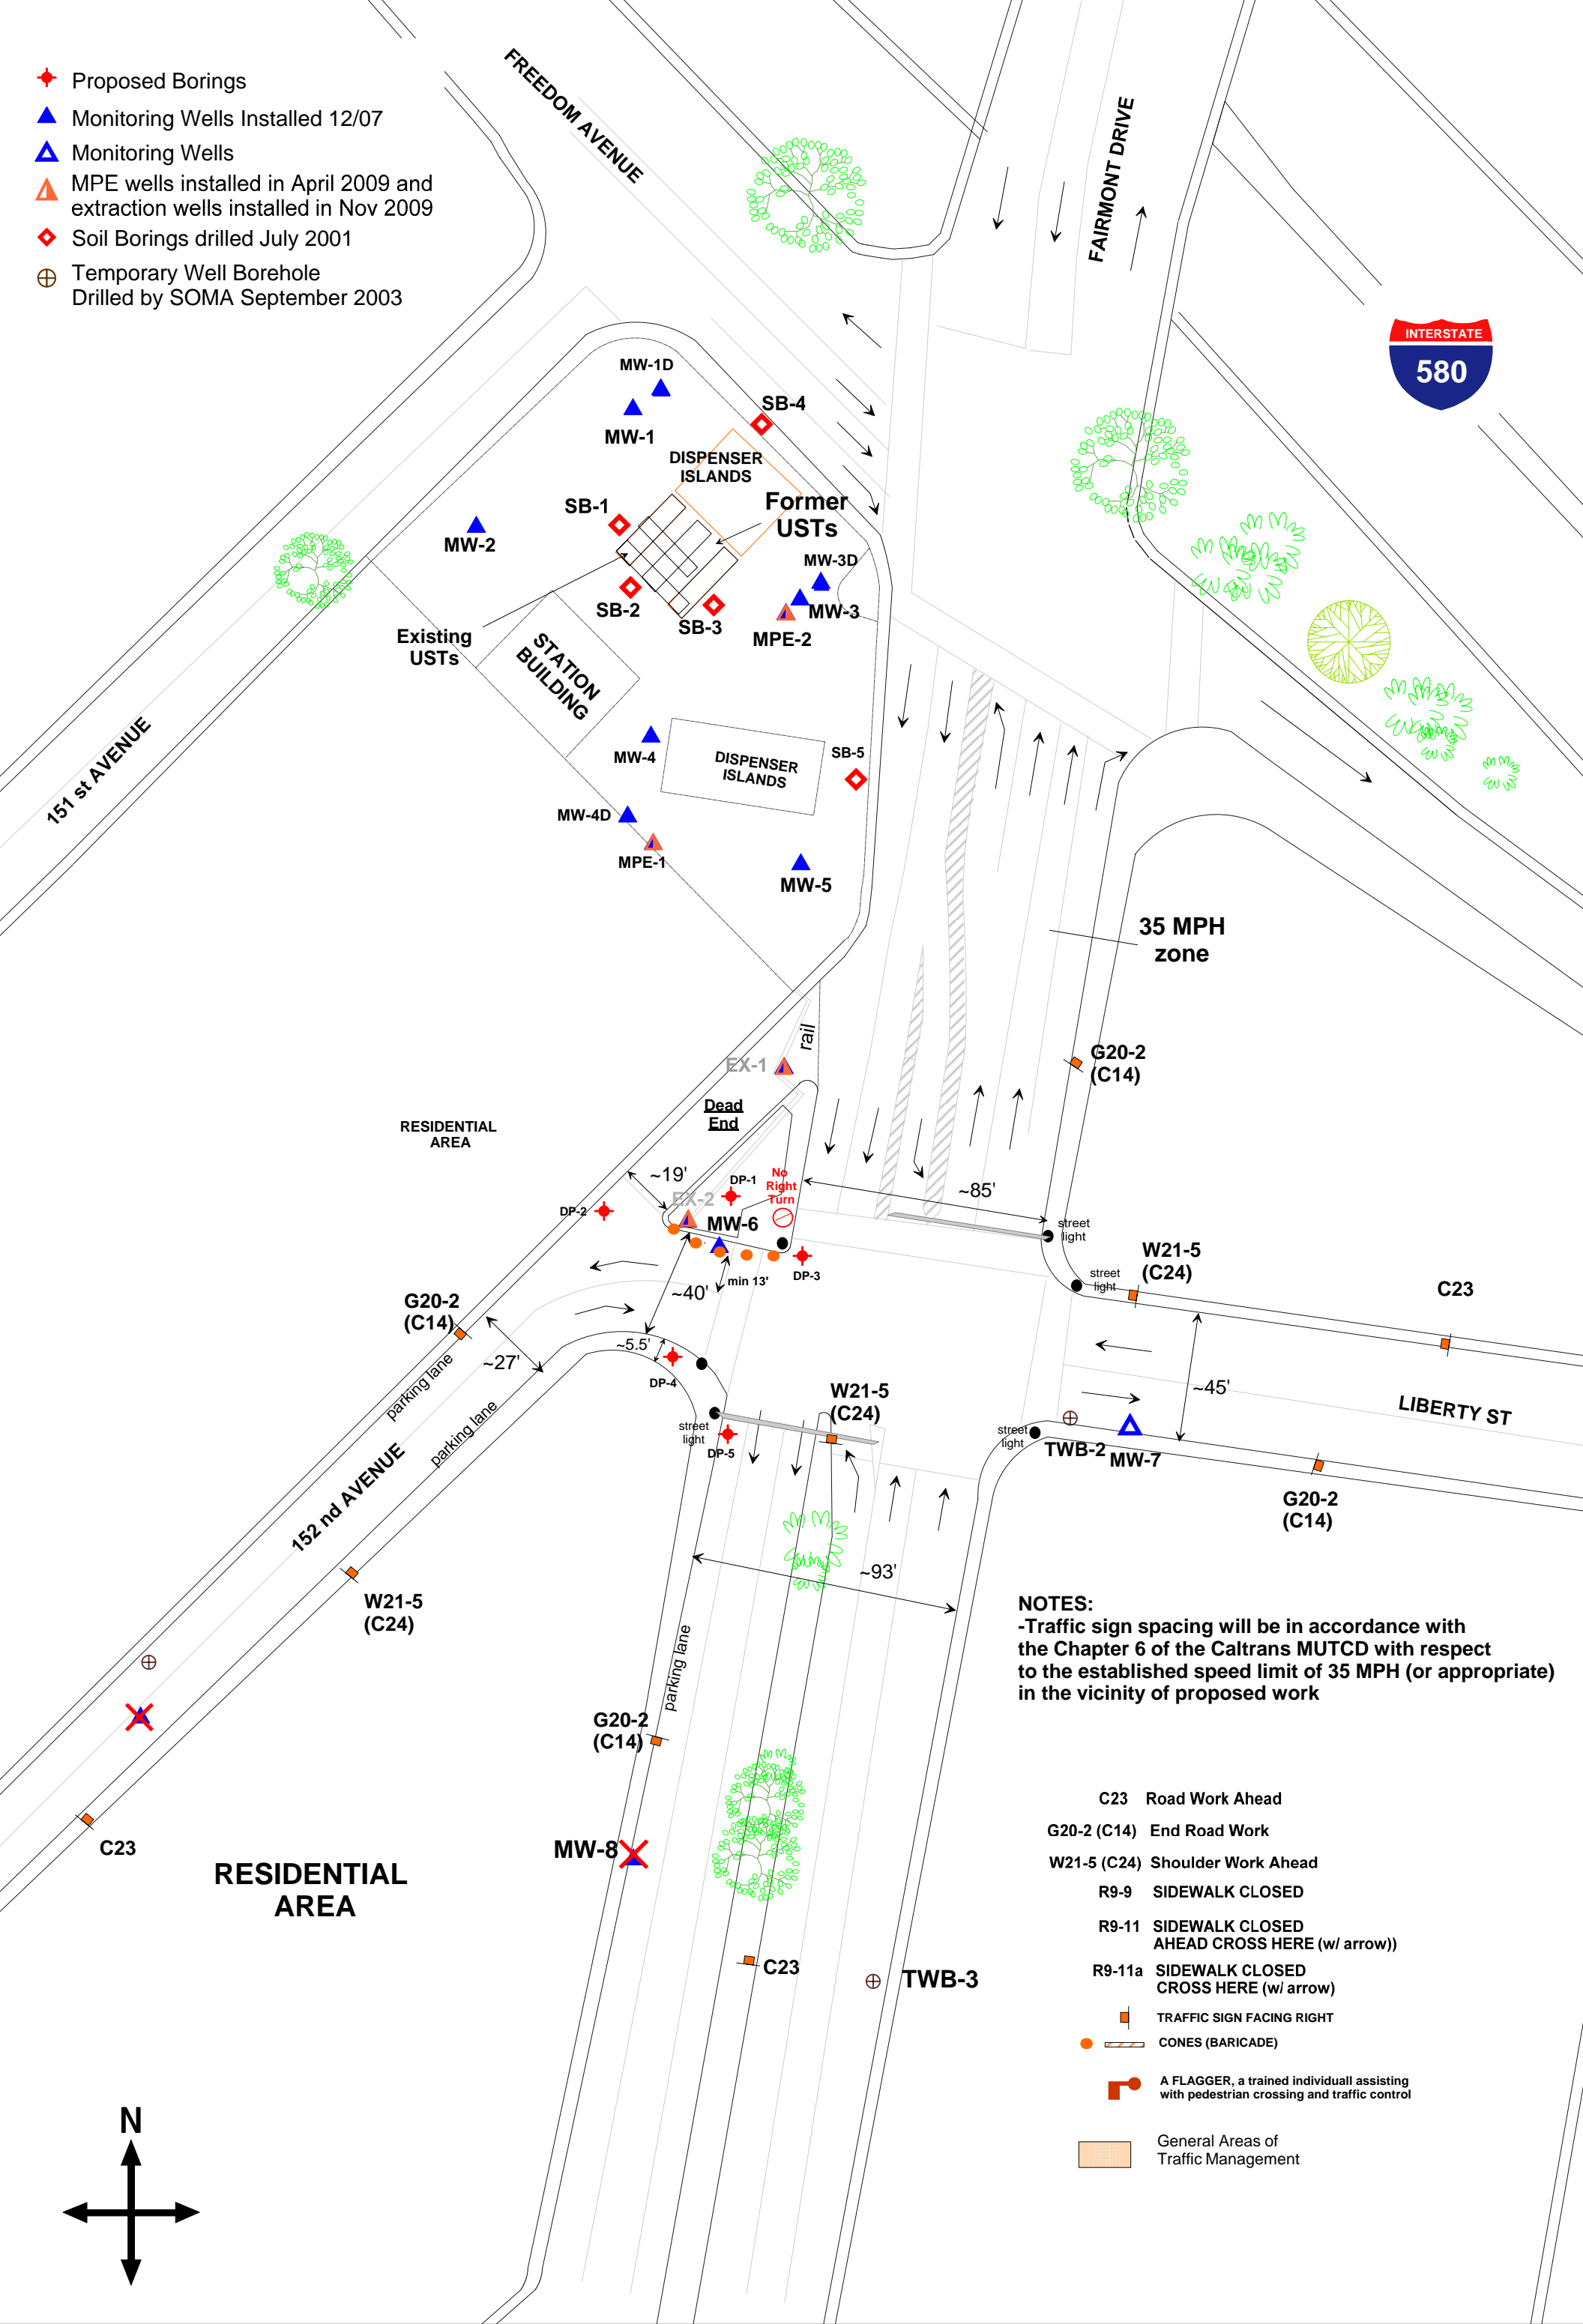 Proposed Borings
Monitoring Wells Installed 12/07
Monitoring Wells
MPE wells installed in April 2009 and
extraction wells installed in Nov 2009
Soil Borings drilled July 2001
Temporary Well Borehole
Drilled by SOMA September 2003
FREEDOM AVENUE
FAIRMONT DRIVE
INTERSTATE
580
MW-1D
MW-1
SB-4
DISPENSER
ISLANDS
Former
USTs
SB-1
MW-2
MW-3D
SB-2
MW-3
SB-3
MPE-2
Existing
USTs
STATION
BUILDING
151 st AVENUE
MW-4
DISPENSER
ISLANDS
SB-5
MW-4D
MPE-1
MW-5
35 MPH
zone
rail
G20-2
(C14)
EX-1
Dead
End
RESIDENTIAL
AREA
~19'
DP-1
No
Right
Turn
~85'
EX-2
DP-2
MW-6
street
light
W21-5
(C24)
DP-3
street
light
C23
min 13'
~40'
G20-2
(C14)
~5.5'
~27'
parking lane
DP-4
~45'
W21-5
(C24)
LIBERTY ST
parking lane
street
light
DP-5
street
light
TWB-2
MW-7
152 nd AVENUE
G20-2
(C14)
~93'
W21-5
(C24)
NOTES:
-Traffic sign spacing will be in accordance with
the Chapter 6 of the Caltrans MUTCD with respect
to the established speed limit of 35 MPH (or appropriate)
in the vicinity of proposed work
parking lane
G20-2
(C14)
C23 Road Work Ahead
G20-2 (C14) End Road Work
W21-5 (C24) Shoulder Work Ahead
R9-9 SIDEWALK CLOSED
R9-11 SIDEWALK CLOSED
AHEAD CROSS HERE (w/ arrow))
R9-11a SIDEWALK CLOSED
CROSS HERE (w/ arrow)
TRAFFIC SIGN FACING RIGHT
CONES (BARICADE)
A FLAGGER, a trained individuall assisting
with pedestrian crossing and traffic control
General Areas of
Traffic Management
C23
MW-8
RESIDENTIAL
AREA
C23
TWB-3
N